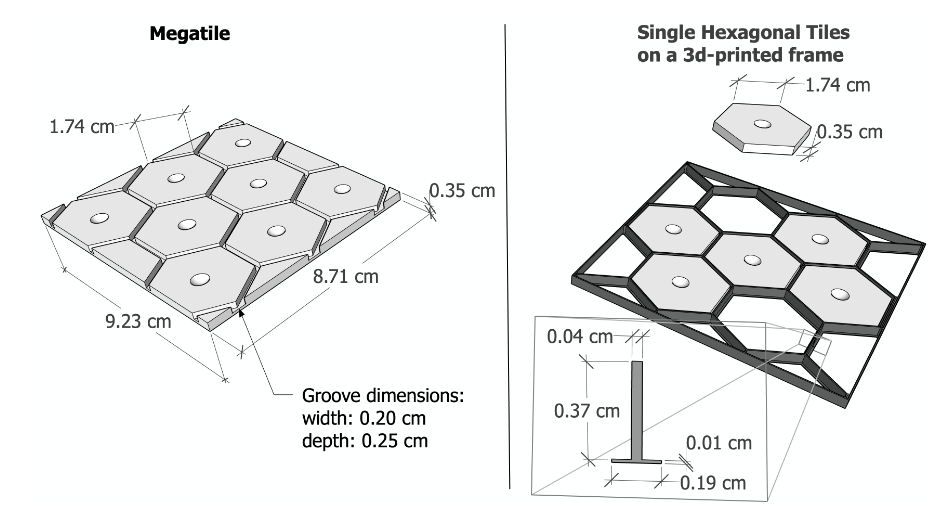 Megatile
1.74 cm
0.35 cm
8.71 cm
9.23 cm
Groove dimensions:
width: 0.20 cm
depth: 0.25 cm
Single Hexagonal Tiles
on a 3d-printed frame
1.74 cm
0.35 cm
0.04 cm
0.37 cm
0.01 cm
0.19 cm